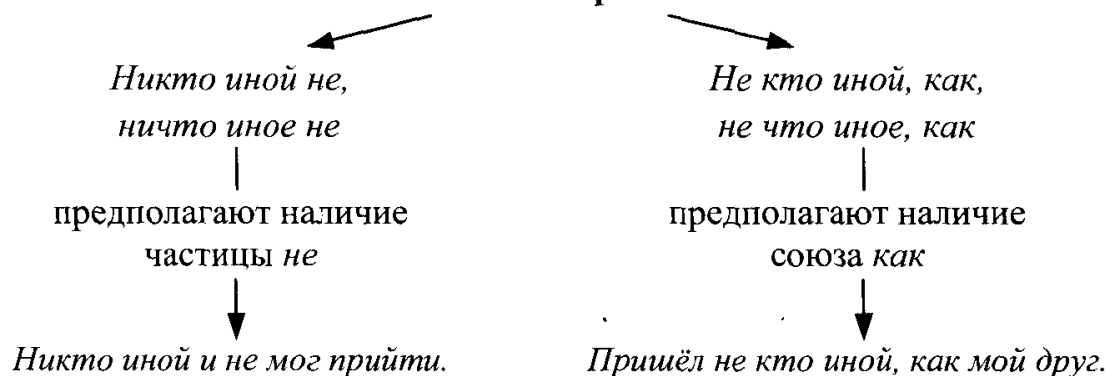 Никто иной не,
ничто иное не
предполагают наличие
частицы не
Никто иной и не мог прийти.
Не кто иной, как,
не что иное, как
предполагают наличие
союза как
Пришёл не кто иной, как мой друг.